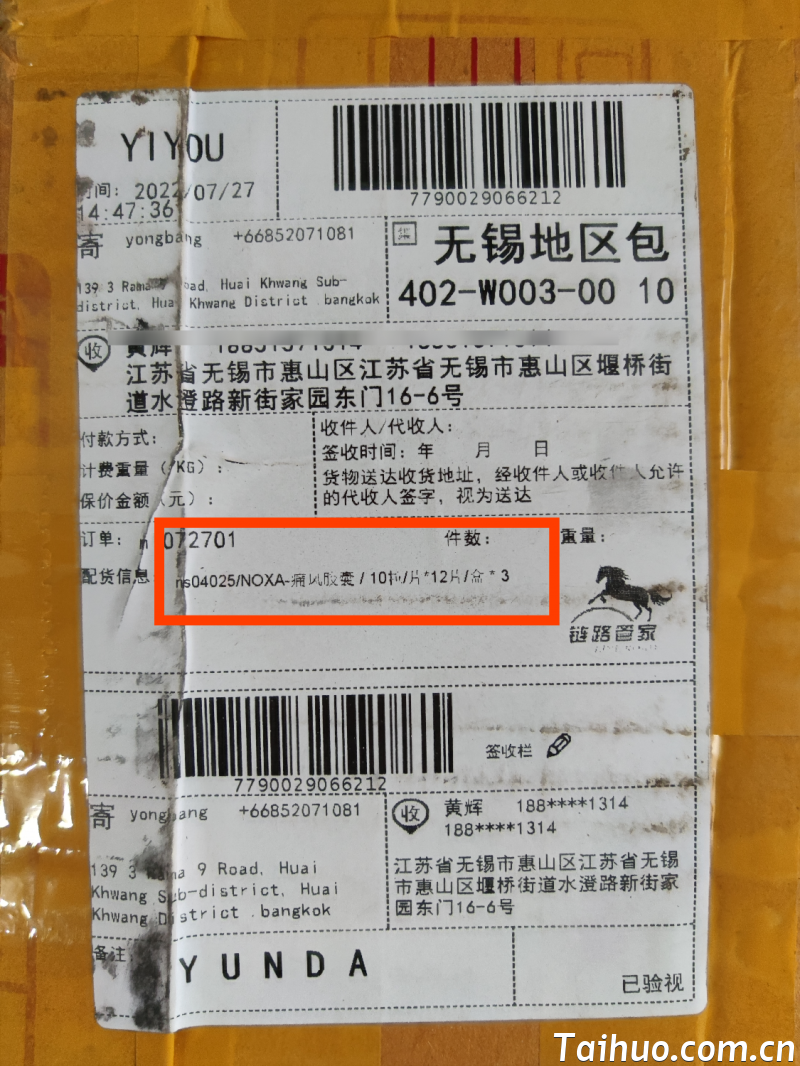 YIYOU
时间: 2022/07/27
14:47:36
7790029066212
寄 yongbang +66852071081
139 3 Rama 9 Road, Huai Khwang Sub-
district, Huai Khwang District .bangkok
集 无锡地区包
402-W003-00 10
收 黄辉
江苏省无锡市惠山区江苏省无锡市惠山区堰桥街
道水澄路新街家园东门16-6号
付款方式:
计费重量(/KG):
保价金额(元):
收件人/代收人:
签收时间: 年 月 日
货物送达收货地址, 经收件人或收件人允许
的代收人签字, 视为送达
订单: m 072701 件数: 重量:
配货信息 ns04025/NOXA-痛风胶囊 / 10粒/片*12片/盒 * 3
链路管家
7790029066212
签收栏
寄 yongbang +66852071081
139 3 Rama 9 Road, Huai
Khwang Sub-district, Huai
Khwang District .bangkok
收 黄辉 188****1314
188****1314
江苏省无锡市惠山区江苏省无锡
市惠山区堰桥街道水澄路新街家
园东门16-6号
备注:
YUNDA
已验视
Taihuo.com.cn